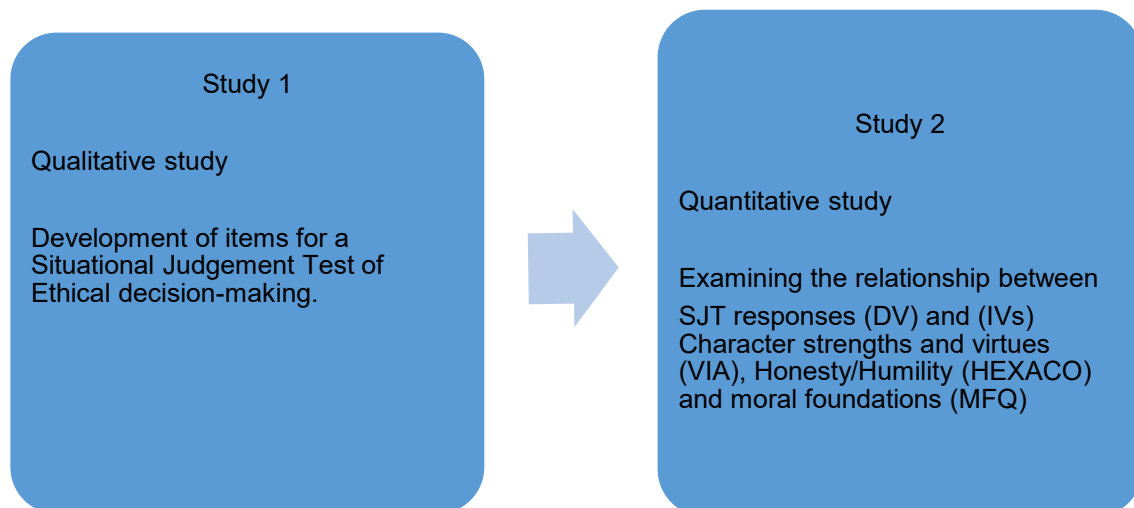 Study 1
Qualitative study
Development of items for a
Situational Judgement Test of
Ethical decision-making.
Study 2
Quantitative study
Examining the relationship between
SJT responses (DV) and (IVs)
Character strengths and virtues
(VIA), Honesty/Humility (HEXACO)
and moral foundations (MFQ)